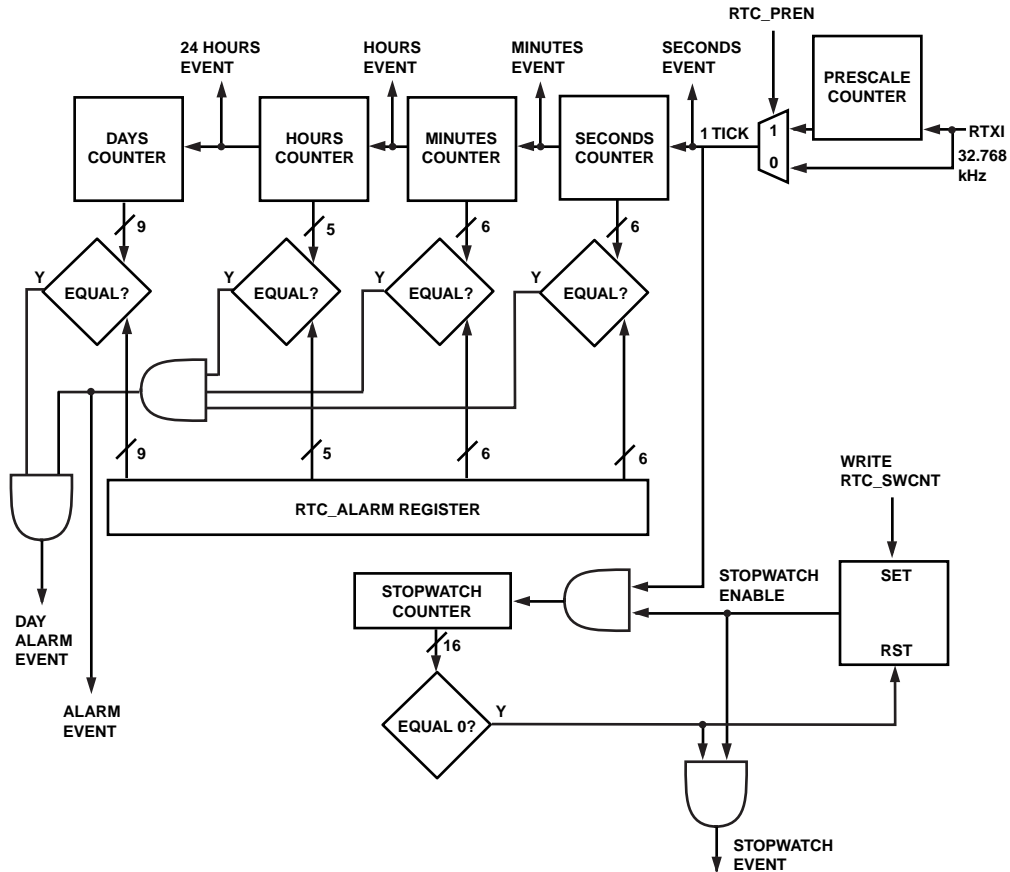 RTC_PREN
24 HOURS
EVENT
HOURS
EVENT
MINUTES
EVENT
SECONDS
EVENT
PRESCALE
COUNTER
DAYS
COUNTER
HOURS
COUNTER
MINUTES
COUNTER
SECONDS
COUNTER
1 TICK
1
0
RTXI
32.768
kHz
9
5
6
6
Y
EQUAL?
Y
EQUAL?
Y
EQUAL?
Y
EQUAL?
9
5
6
6
RTC_ALARM REGISTER
WRITE
RTC_SWCNT
STOPWATCH
COUNTER
STOPWATCH
ENABLE
SET
RST
16
EQUAL 0?
Y
DAY
ALARM
EVENT
ALARM
EVENT
STOPWATCH
EVENT